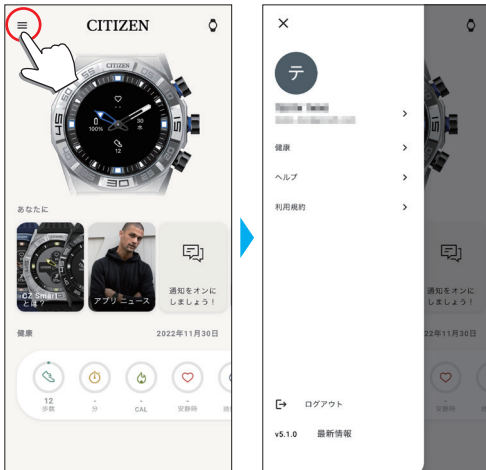 CITIZEN
CITIZEN
45
15
30
100%
30
水
12
あなたに
CZ Smart
とは?
アプリ ニュース
通知をオンに
しましょう!
健康
2022年11月30日
12
歩数
-
分
-
CAL
-
安静時
テ
健康
ヘルプ
利用規約
ログアウト
v5.1.0 最新情報
通知をオンに
しましょう!
22年11月30日
-
安静時